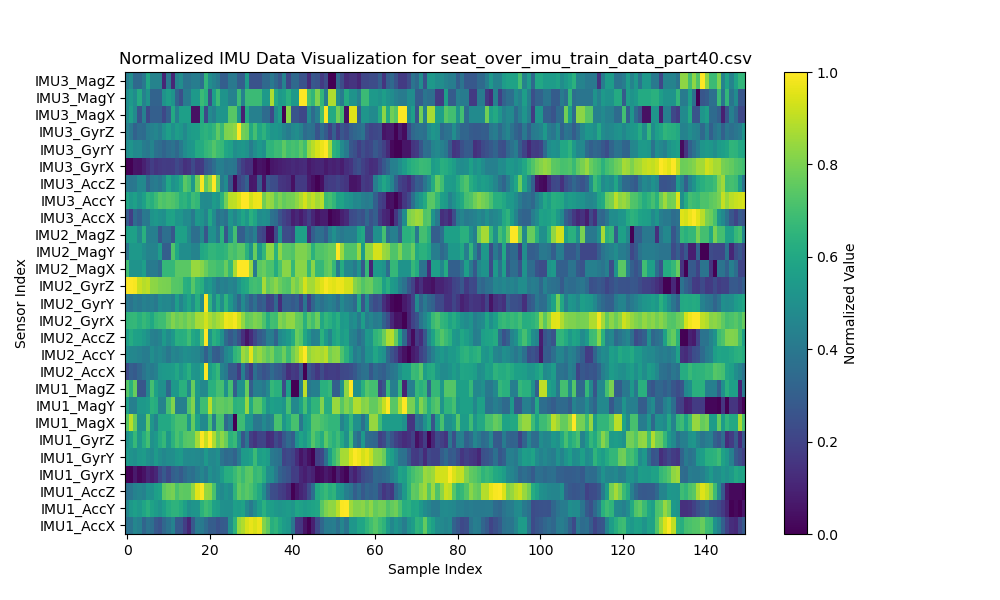 Normalized IMU Data Visualization for seat_over_imu_train_data_part40.csv
IMU3_MagZ
IMU3_MagY
IMU3_MagX
IMU3_GyrZ
IMU3_GyrY
IMU3_GyrX
IMU3_AccZ
IMU3_AccY
IMU3_AccX
IMU2_MagZ
IMU2_MagY
IMU2_MagX
IMU2_GyrZ
IMU2_GyrY
IMU2_GyrX
IMU2_AccZ
IMU2_AccY
IMU2_AccX
IMU1_MagZ
IMU1_MagY
IMU1_MagX
IMU1_GyrZ
IMU1_GyrY
IMU1_GyrX
IMU1_AccZ
IMU1_AccY
IMU1_AccX
Sensor Index
0 20 40 60 80 100 120 140
Sample Index
1.0
0.8
0.6
0.4
0.2
0.0
Normalized Value